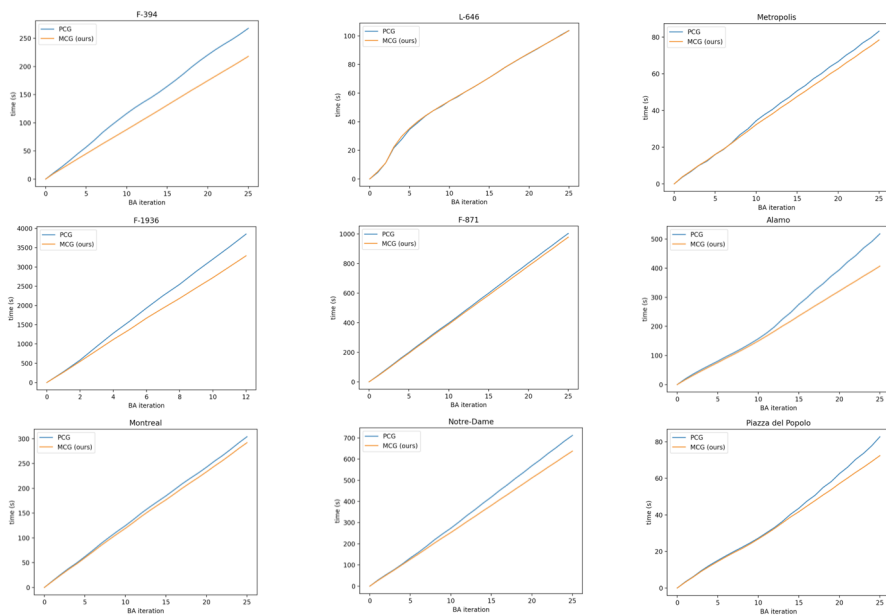 F-394
PCG
MCG (ours)
time (s)
250
200
150
100
50
0
0 5 10 15 20 25
BA iteration
L-646
PCG
MCG (ours)
time (s)
100
80
60
40
20
0
0 5 10 15 20 25
BA iteration
Metropolis
PCG
MCG (ours)
time (s)
80
60
40
20
0
0 5 10 15 20 25
BA iteration
F-1936
PCG
MCG (ours)
time (s)
4000
3500
3000
2500
2000
1500
1000
500
0
0 2 4 6 8 10 12
BA iteration
F-871
PCG
MCG (ours)
time (s)
1000
800
600
400
200
0
0 5 10 15 20 25
BA iteration
Alamo
PCG
MCG (ours)
time (s)
500
400
300
200
100
0
0 5 10 15 20 25
BA iteration
Montreal
PCG
MCG (ours)
time (s)
300
250
200
150
100
50
0
0 5 10 15 20 25
BA iteration
Notre-Dame
PCG
MCG (ours)
time (s)
700
600
500
400
300
200
100
0
0 5 10 15 20 25
BA iteration
Piazza del Popolo
PCG
MCG (ours)
time (s)
80
60
40
20
0
0 5 10 15 20 25
BA iteration